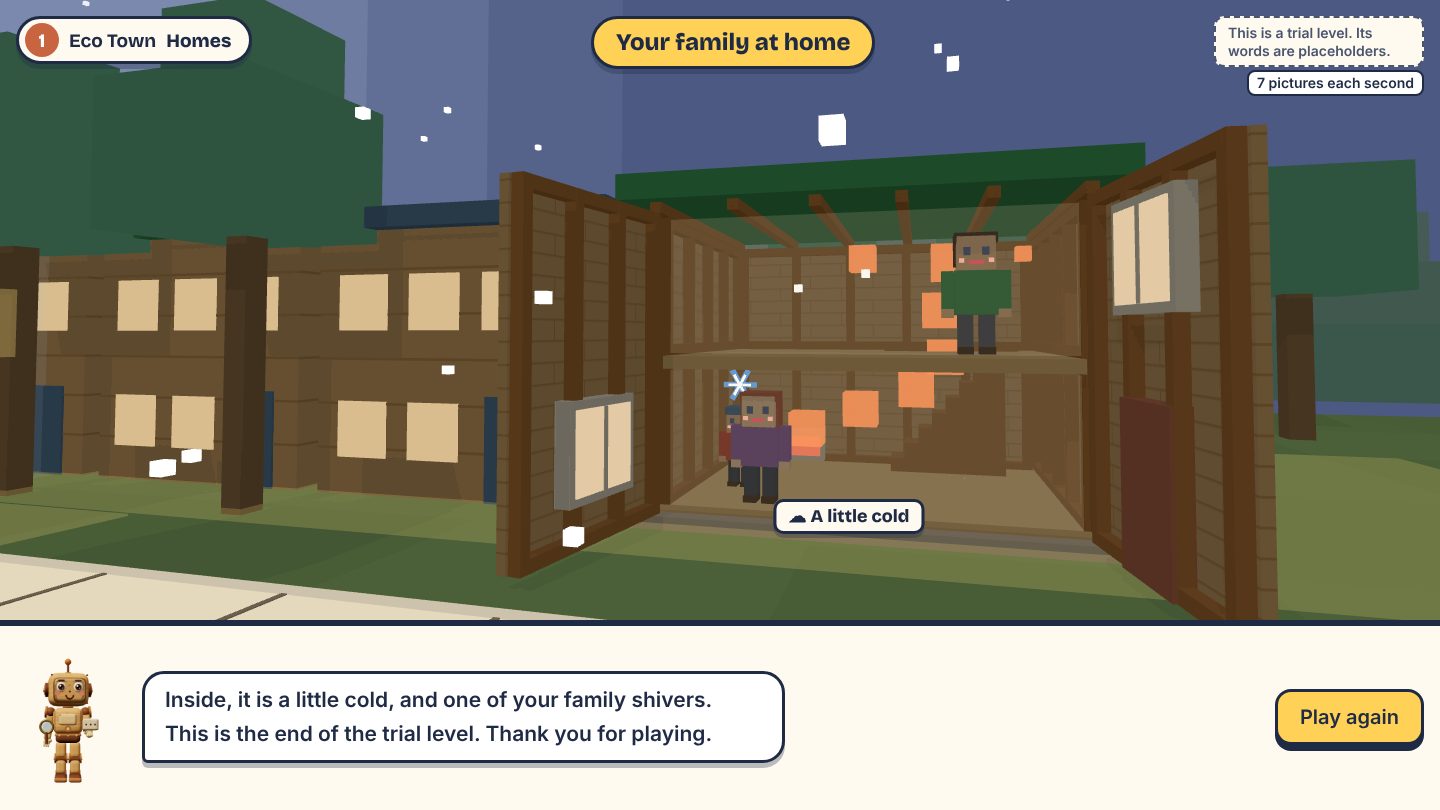 1 Eco Town Homes
Your family at home
This is a trial level. Its
words are placeholders.
7 pictures each second
A little cold
Inside, it is a little cold, and one of your family shivers.
This is the end of the trial level. Thank you for playing.
Play again